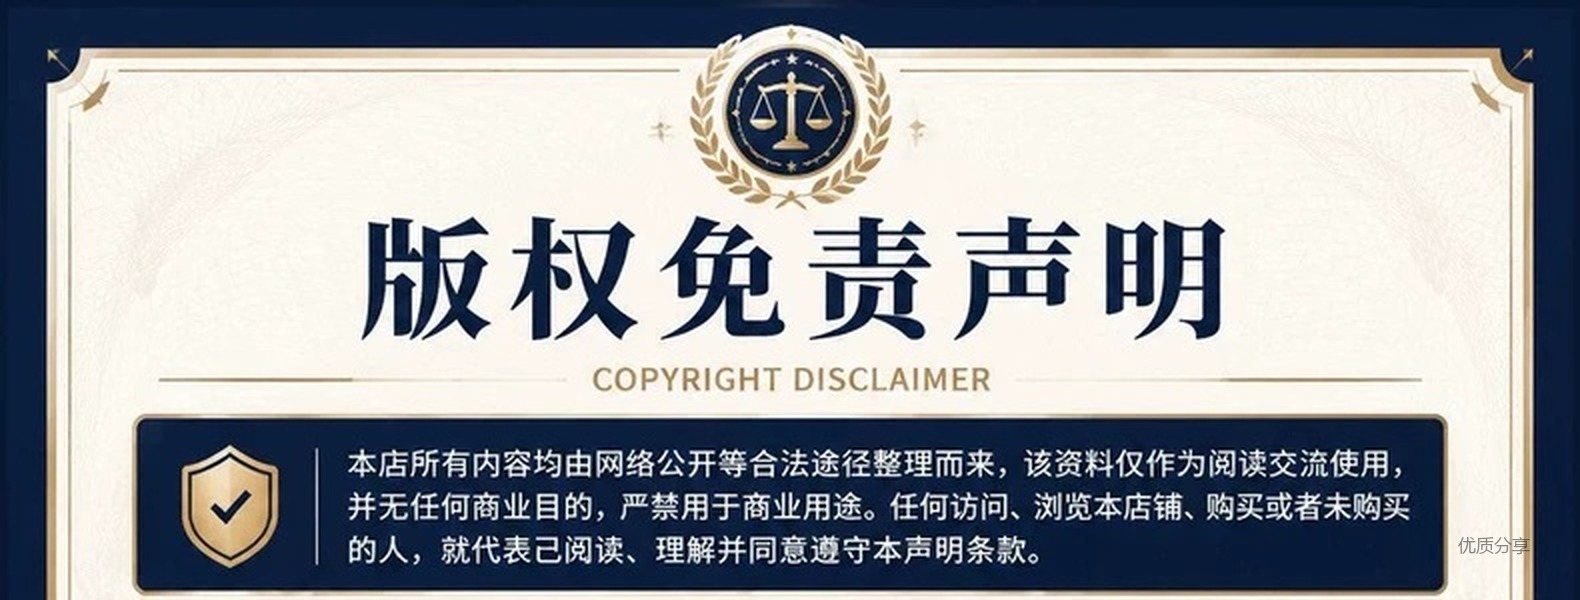 版权免责声明
COPYRIGHT DISCLAIMER
本店所有内容均由网络公开等合法途径整理而来，该资料仅作为阅读交流使用，
并无任何商业目的，严禁用于商业用途。任何访问、浏览本店铺、购买或者未购买
的人，就代表已阅读、理解并同意遵守本声明条款。
优质分享